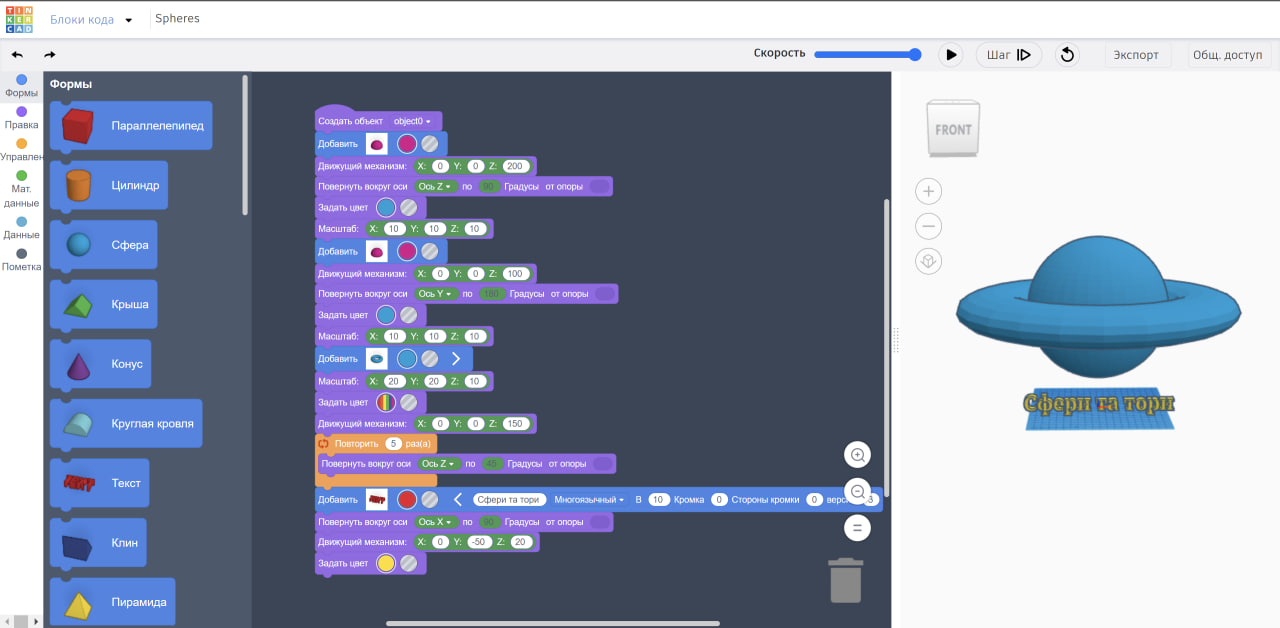 TIN
KER
CAD
Блоки кода
Spheres
Скорость
Шаг
Экспорт
Общ. доступ
Формы
Правка
Управлен
Мат.
данные
Данные
Пометка
Формы
Параллелепипед
Цилиндр
Сфера
Крыша
Конус
Круглая кровля
Текст
Клин
Пирамида
Создать объект object0
Добавить
Движущий механизм: X: 0 Y: 0 Z: 200
Повернуть вокруг оси Ось Z по 90 Градусы от опоры
Задать цвет
Масштаб: X: 10 Y: 10 Z: 10
Добавить
Движущий механизм: X: 0 Y: 0 Z: 100
Повернуть вокруг оси Ось Y по 180 Градусы от опоры
Задать цвет
Масштаб: X: 10 Y: 10 Z: 10
Добавить
Масштаб: X: 20 Y: 20 Z: 10
Задать цвет
Движущий механизм: X: 0 Y: 0 Z: 150
Повторить 5 раз(а)
Повернуть вокруг оси Ось Z по 45 Градусы от опоры
Добавить Сфери та тори Многоязычный В 10 Кромка 0 Стороны кромки 0
Повернуть вокруг оси Ось X по 90 Градусы от опоры
Движущий механизм: X: 0 Y: -50 Z: 20
Задать цвет
FRONT
Сфери та тори